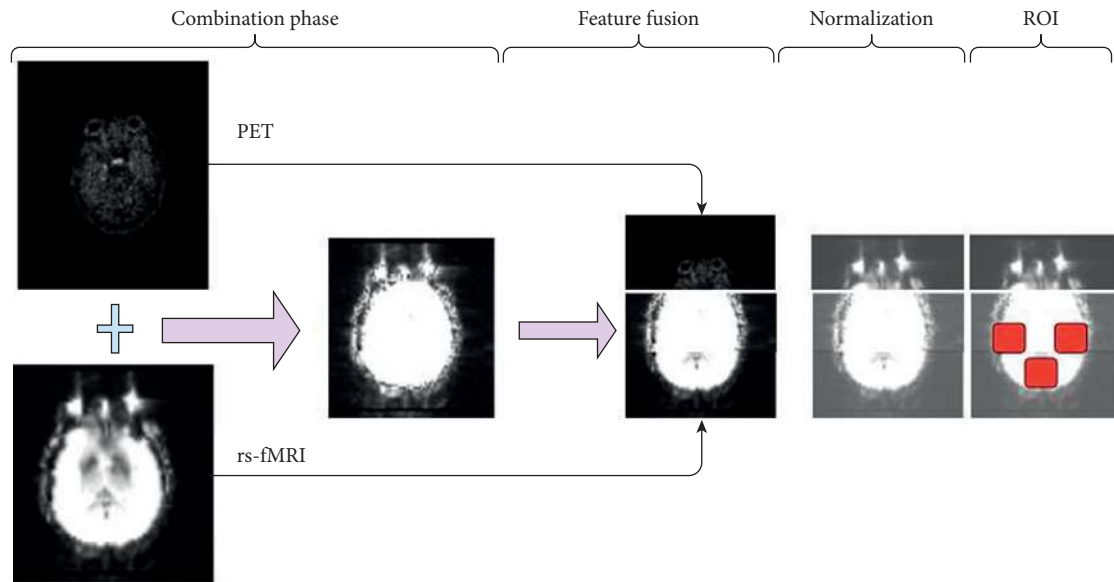 Combination phase
Feature fusion
Normalization
ROI
PET
rs-fMRI